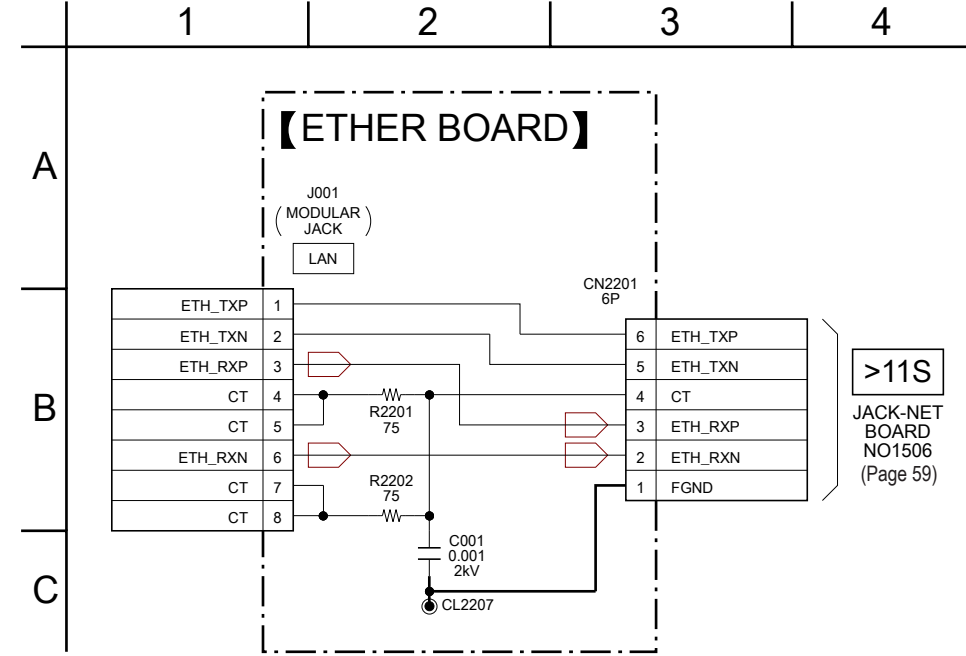 1 2 3 4
【ETHER BOARD】
A
J001
(MODULAR
JACK)
LAN
CN2201
6P
ETH_TXP 1
ETH_TXN 2
6 ETH_TXP
ETH_RXP 3
5 ETH_TXN
>11S
CT 4
4 CT
R2201
75
B
JACK-NET
BOARD
NO1506
(Page 59)
CT 5
3 ETH_RXP
ETH_RXN 6
2 ETH_RXN
CT 7
R2202
75
1 FGND
CT 8
C001
0.001
2kV
C
CL2207